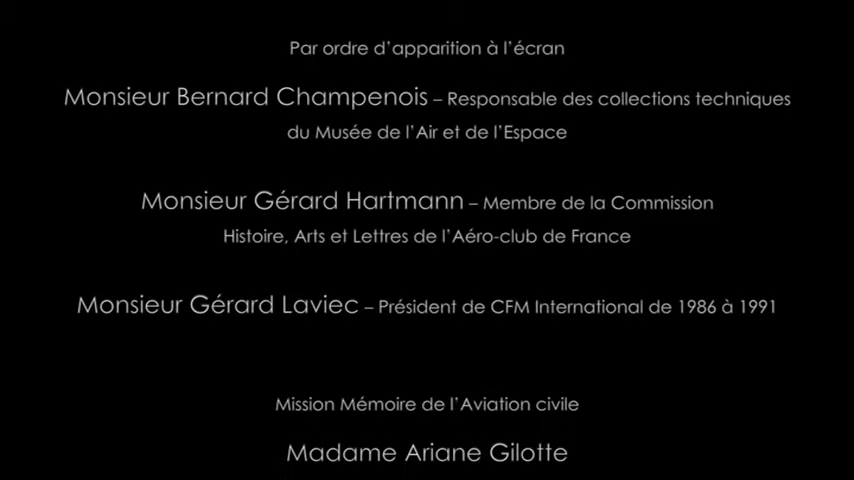 Par ordre d’apparition à l’écran
Monsieur Bernard Champenois – Responsable des collections techniques
du Musée de l’Air et de l’Espace
Monsieur Gérard Hartmann – Membre de la Commission
Histoire, Arts et Lettres de l’Aéro-club de France
Monsieur Gérard Laviec – Président de CFM International de 1986 à 1991
Mission Mémoire de l’Aviation civile
Madame Ariane Gilotte